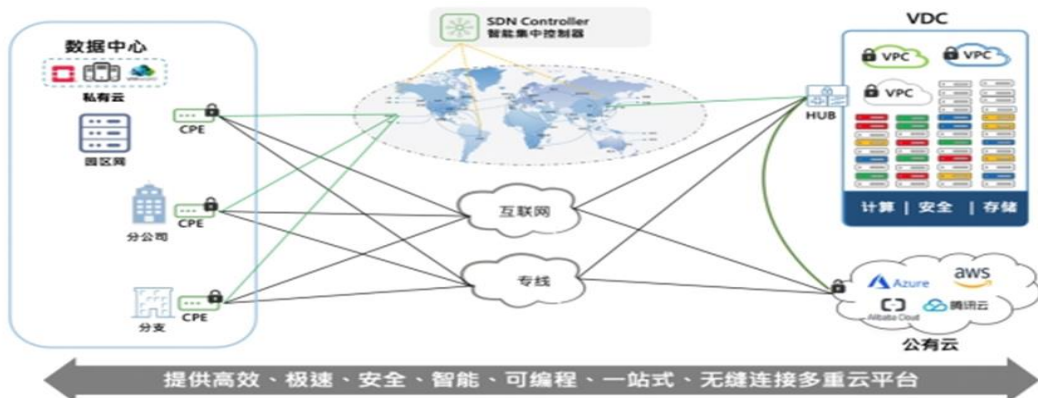 SDN Controller
智能集中控制器
VDC
数据中心
私有云
CPE
园区网
分公司
CPE
分支
CPE
互联网
专线
HUB
VPC
VPC
VPC
计算 | 安全 | 存储
Azure
aws
Alibaba Cloud
腾讯云
公有云
提供高效、极速、安全、智能、可编程、一站式、无缝连接多重云平台